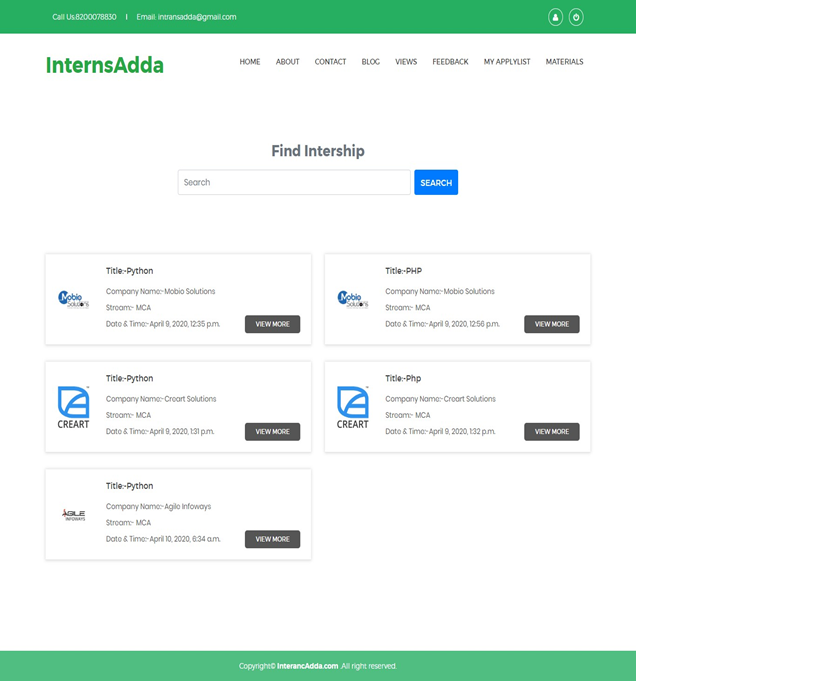 Call Us:8200078830 | Email: intransadda@gmail.com
InternsAdda
HOME ABOUT CONTACT BLOG VIEWS FEEDBACK MY APPLYLIST MATERIALS
Find Intership
Search SEARCH
Title:-Python
Mobio Solutions
Company Name:-Mobio Solutions
Stream:- MCA
Date & Time:-April 9, 2020, 12:35 p.m. VIEW MORE
Title:-PHP
Mobio Solutions
Company Name:-Mobio Solutions
Stream:- MCA
Date & Time:-April 9, 2020, 12:56 p.m. VIEW MORE
Title:-Python
CREART
Company Name:-Creart Solutions
Stream:- MCA
Date & Time:-April 9, 2020, 1:31 p.m. VIEW MORE
Title:-Php
CREART
Company Name:-Creart Solutions
Stream:- MCA
Date & Time:-April 9, 2020, 1:32 p.m. VIEW MORE
Title:-Python
AGILE
INFOWAYS
Company Name:-Agile Infoways
Stream:- MCA
Date & Time:-April 10, 2020, 6:34 a.m. VIEW MORE
Copyright© InterancAdda.com .All right reserved.